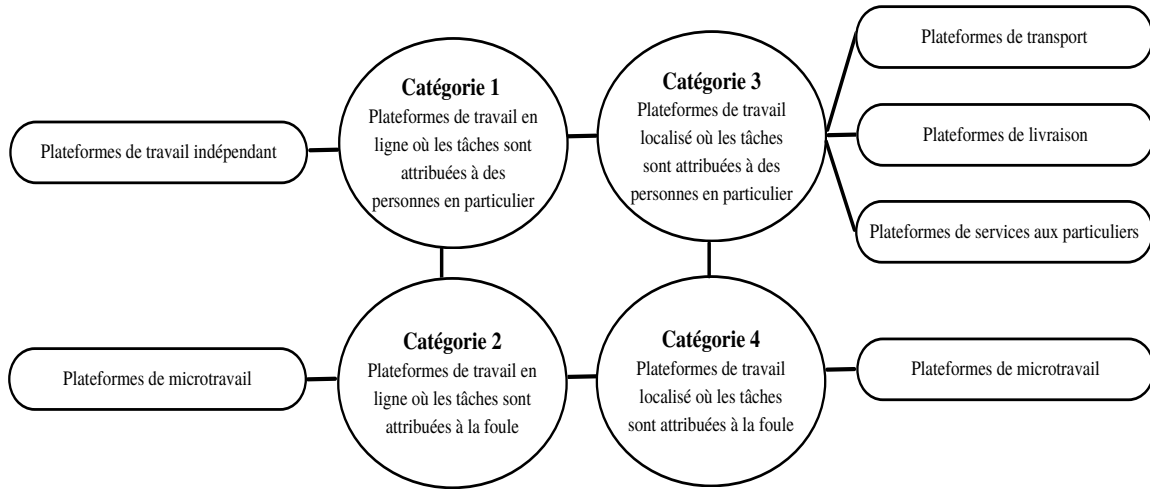 Plateformes de transport
Catégorie 1
Plateformes de travail en
ligne où les tâches sont
attribuées à des
personnes en particulier
Catégorie 3
Plateformes de travail
localisé où les tâches
sont attribuées à des
personnes en particulier
Plateformes de travail indépendant
Plateformes de livraison
Plateformes de services aux particuliers
Catégorie 2
Plateformes de travail en
ligne où les tâches sont
attribuées à la foule
Catégorie 4
Plateformes de travail
localisé où les tâches
sont attribuées à la foule
Plateformes de microtravail
Plateformes de microtravail